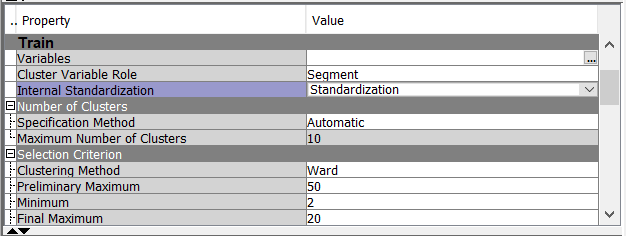 .. Property Value
Train
Variables ...
Cluster Variable Role Segment
Internal Standardization Standardization
Number of Clusters
Specification Method Automatic
Maximum Number of Clusters 10
Selection Criterion
Clustering Method Ward
Preliminary Maximum 50
Minimum 2
Final Maximum 20